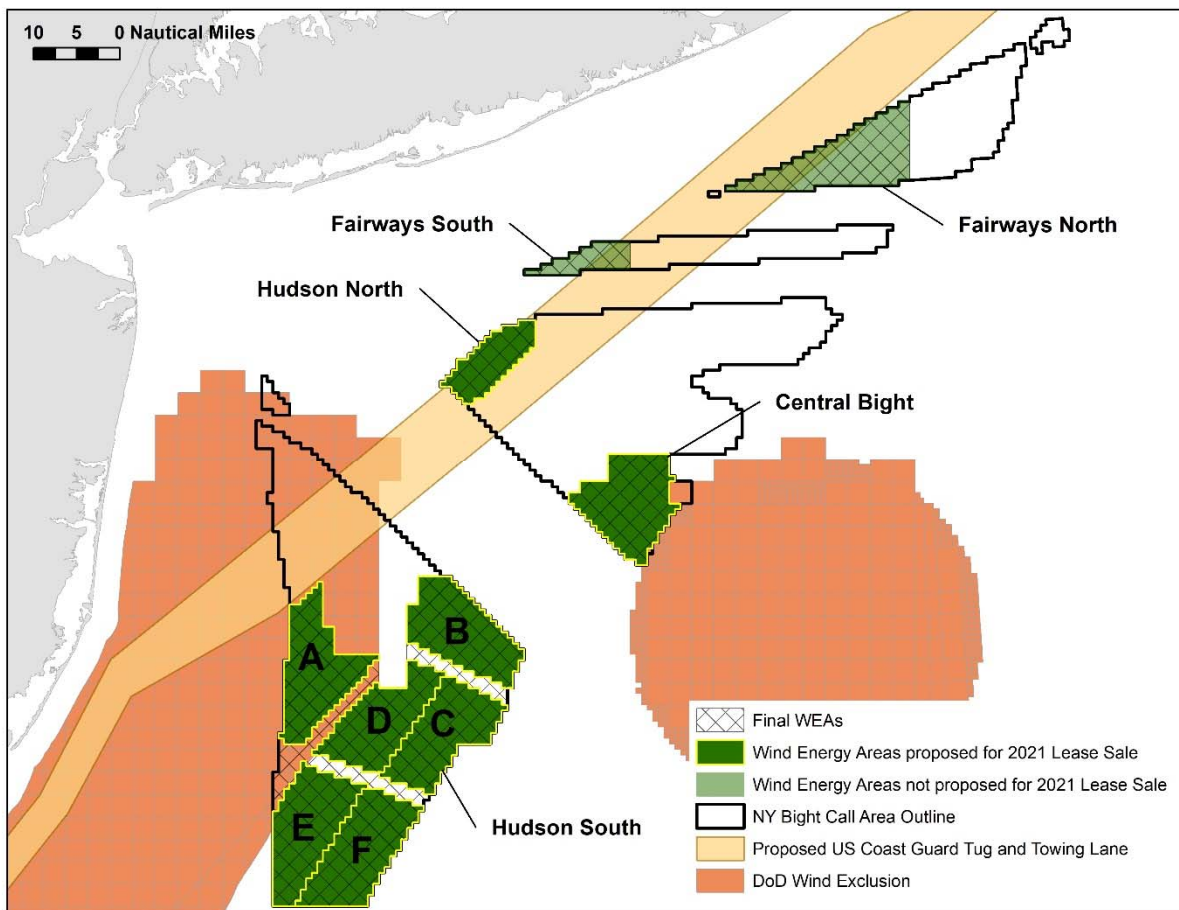 10 5 0 Nautical Miles
Fairways South
Fairways North
Hudson North
Central Bight
A
B
D
C
E
F
Hudson South
Final WEAs
Wind Energy Areas proposed for 2021 Lease Sale
Wind Energy Areas not proposed for 2021 Lease Sale
NY Bight Call Area Outline
Proposed US Coast Guard Tug and Towing Lane
DoD Wind Exclusion